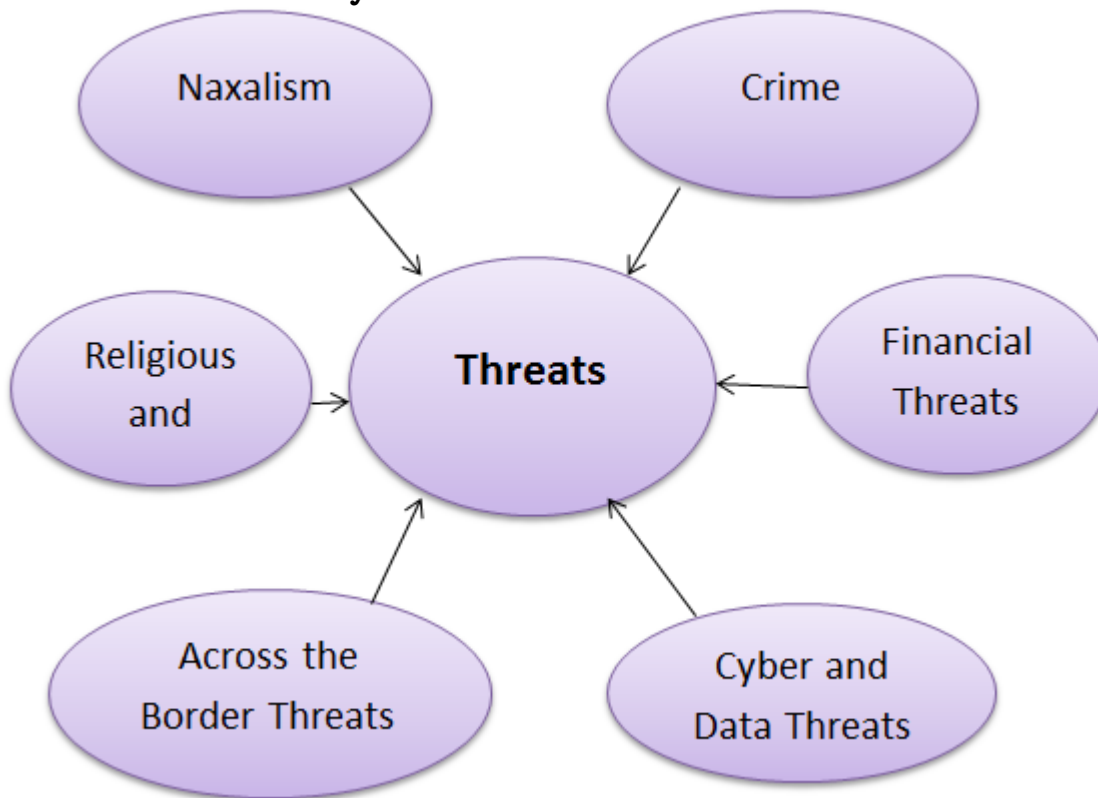 Naxalism
Crime
Threats
Religious
and
Financial
Threats
Across the
Border Threats
Cyber and
Data Threats